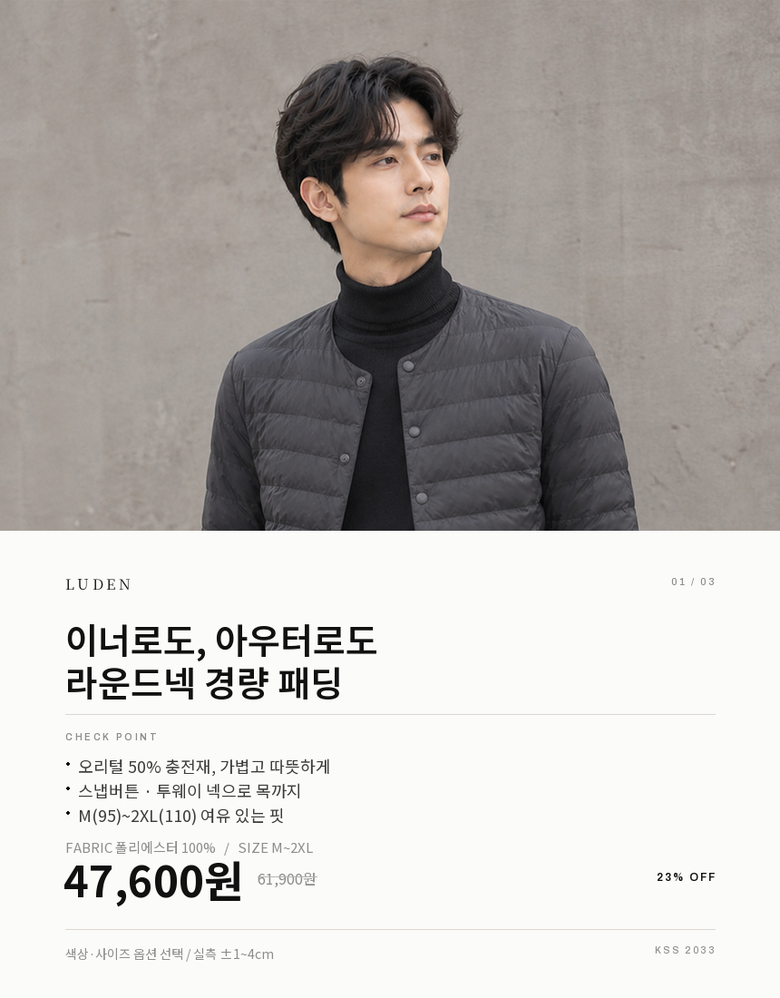 LUDEN
01 / 03
이너로도, 아우터로도
라운드넥 경량 패딩
CHECK POINT
• 오리털 50% 충전재, 가볍고 따뜻하게
• 스냅버튼 · 투웨이 넥으로 목까지
• M(95)~2XL(110) 여유 있는 핏
FABRIC 폴리에스터 100% / SIZE M~2XL
47,600원 61,900원
23% OFF
색상·사이즈 옵션 선택 / 실측 ±1~4cm
KSS 2033